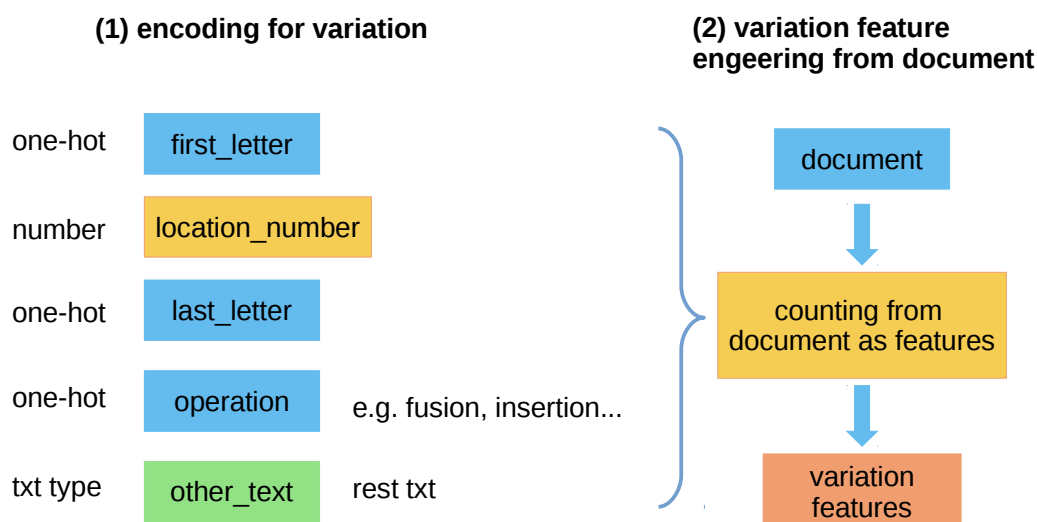 (1) encoding for variation
one-hot first_letter
number location_number
one-hot last_letter
one-hot operation e.g. fusion, insertion...
txt type other_text rest txt
(2) variation feature
engeering from document
document
counting from
document as features
variation
features